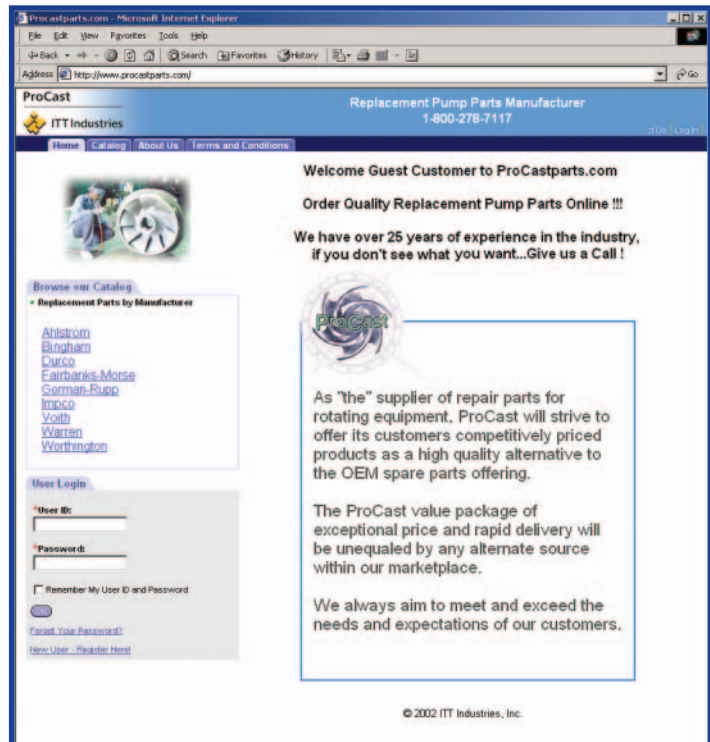 Procastparts.com - Microsoft Internet Explorer
File Edit View Favorites Tools Help
Back Search Favorites History
Address http://www.procastparts.com/ Go
ProCast
ITT Industries
Replacement Pump Parts Manufacturer
1-800-278-7117
Us | Log In
Home Catalog About Us Terms and Conditions
Welcome Guest Customer to ProCastparts.com
Order Quality Replacement Pump Parts Online !!!
We have over 25 years of experience in the industry,
if you don't see what you want...Give us a Call !
Browse our Catalog
Replacement Parts by Manufacturer
Ahlstrom
Bingham
Durco
Fairbanks-Morse
Gorman-Rupp
Impco
Voith
Warren
Worthington
User Login
*User ID:
*Password:
Remember My User ID and Password
Forgot Your Password?
New User - Register Here!
ProCast
As "the" supplier of repair parts for
rotating equipment, ProCast will strive to
offer its customers competitively priced
products as a high quality alternative to
the OEM spare parts offering.
The ProCast value package of
exceptional price and rapid delivery will
be unequaled by any alternate source
within our marketplace.
We always aim to meet and exceed the
needs and expectations of our customers.
© 2002 ITT Industries, Inc.